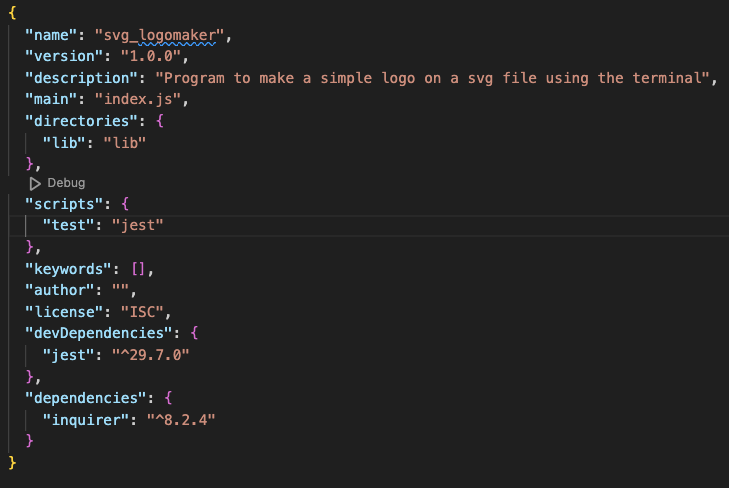 {
"name": "svg_logomaker",
"version": "1.0.0",
"description": "Program to make a simple logo on a svg file using the terminal",
"main": "index.js",
"directories": {
"lib": "lib"
},
Debug
"scripts": {
"test": "jest"
},
"keywords": [],
"author": "",
"license": "ISC",
"devDependencies": {
"jest": "^29.7.0"
},
"dependencies": {
"inquirer": "^8.2.4"
}
}